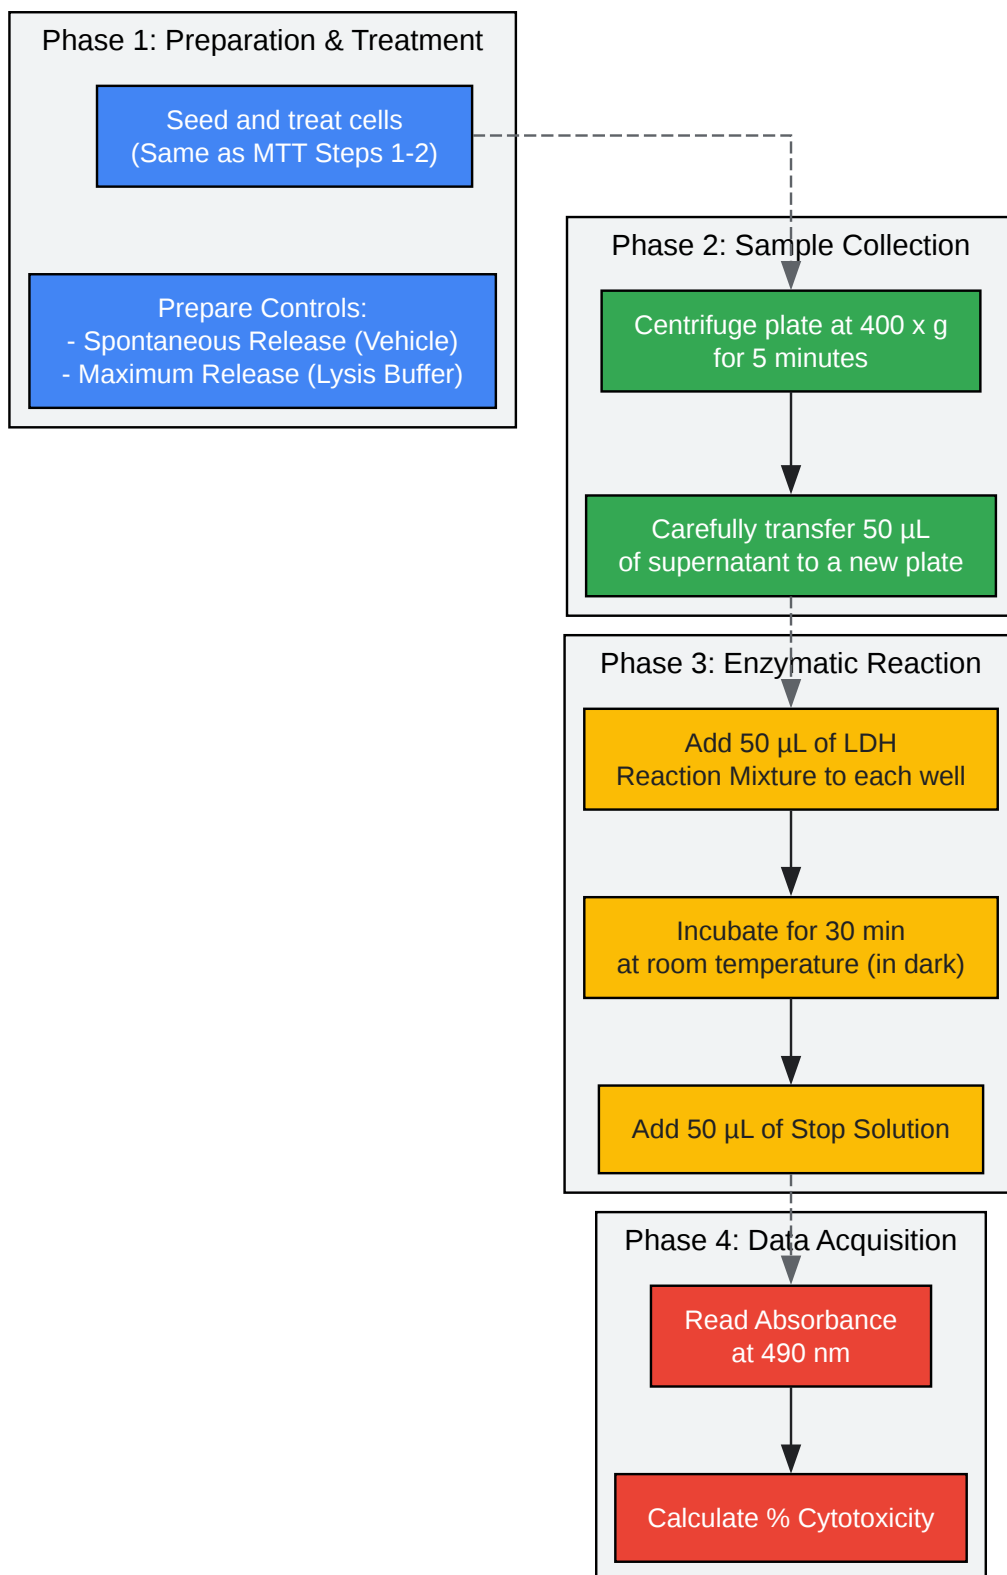 Phase 1: Preparation & Treatment
Seed and treat cells
(Same as MTT Steps 1-2)
Prepare Controls:
- Spontaneous Release (Vehicle)
- Maximum Release (Lysis Buffer)
Phase 2: Sample Collection
Centrifuge plate at 400 x g
for 5 minutes
Carefully transfer 50 µL
of supernatant to a new plate
Phase 3: Enzymatic Reaction
Add 50 µL of LDH
Reaction Mixture to each well
Incubate for 30 min
at room temperature (in dark)
Add 50 µL of Stop Solution
Phase 4: Data Acquisition
Read Absorbance
at 490 nm
Calculate % Cytotoxicity